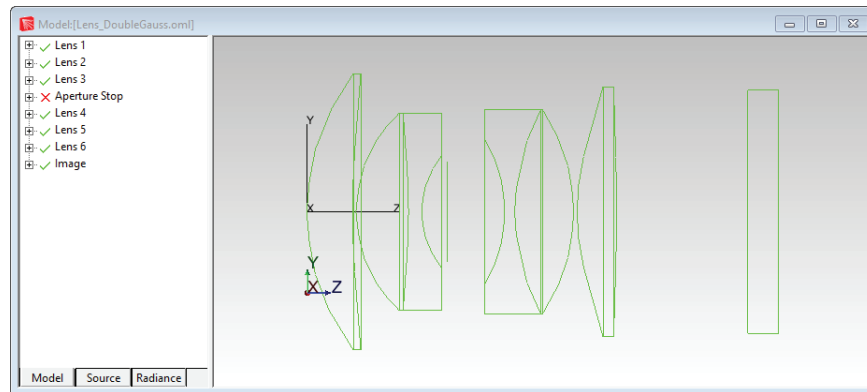 Model:[Lens_DoubleGauss.oml]
Lens 1
Lens 2
Lens 3
Aperture Stop
Lens 4
Lens 5
Lens 6
Image
Y
X Z
Y
X Z
Model Source Radiance